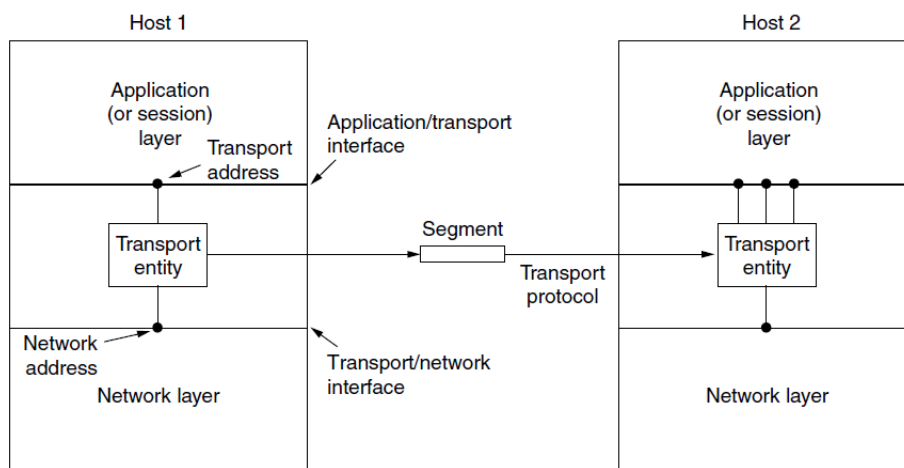 Host 1
Host 2
Application
(or session)
layer
Transport
address
Application/transport
interface
Application
(or session)
layer
Transport
entity
Segment
Transport
protocol
Transport
entity
Network
address
Transport/network
interface
Network layer
Network layer